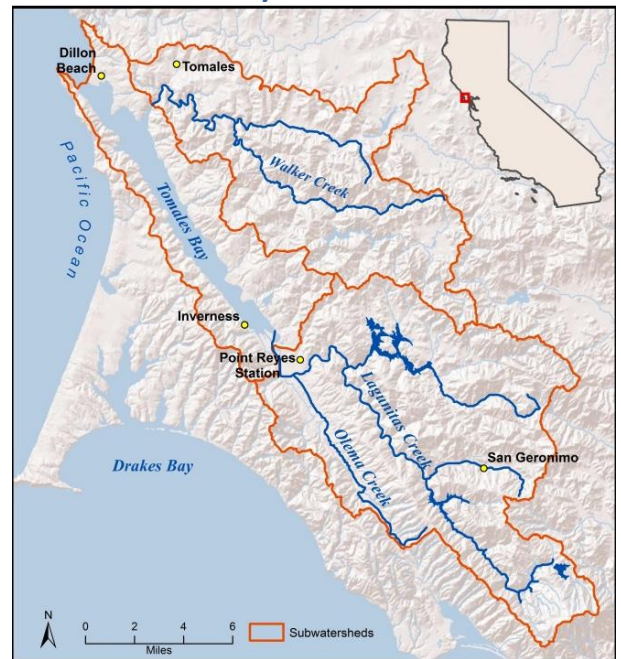 Dillon
Beach
Tomales
Walker Creek
Pacific Ocean
Tomales Bay
Inverness
Point Reyes
Station
Lagunitas Creek
San Geronimo
Olema Creek
Drakes Bay
N
0 2 4 6
Miles
Subwatersheds